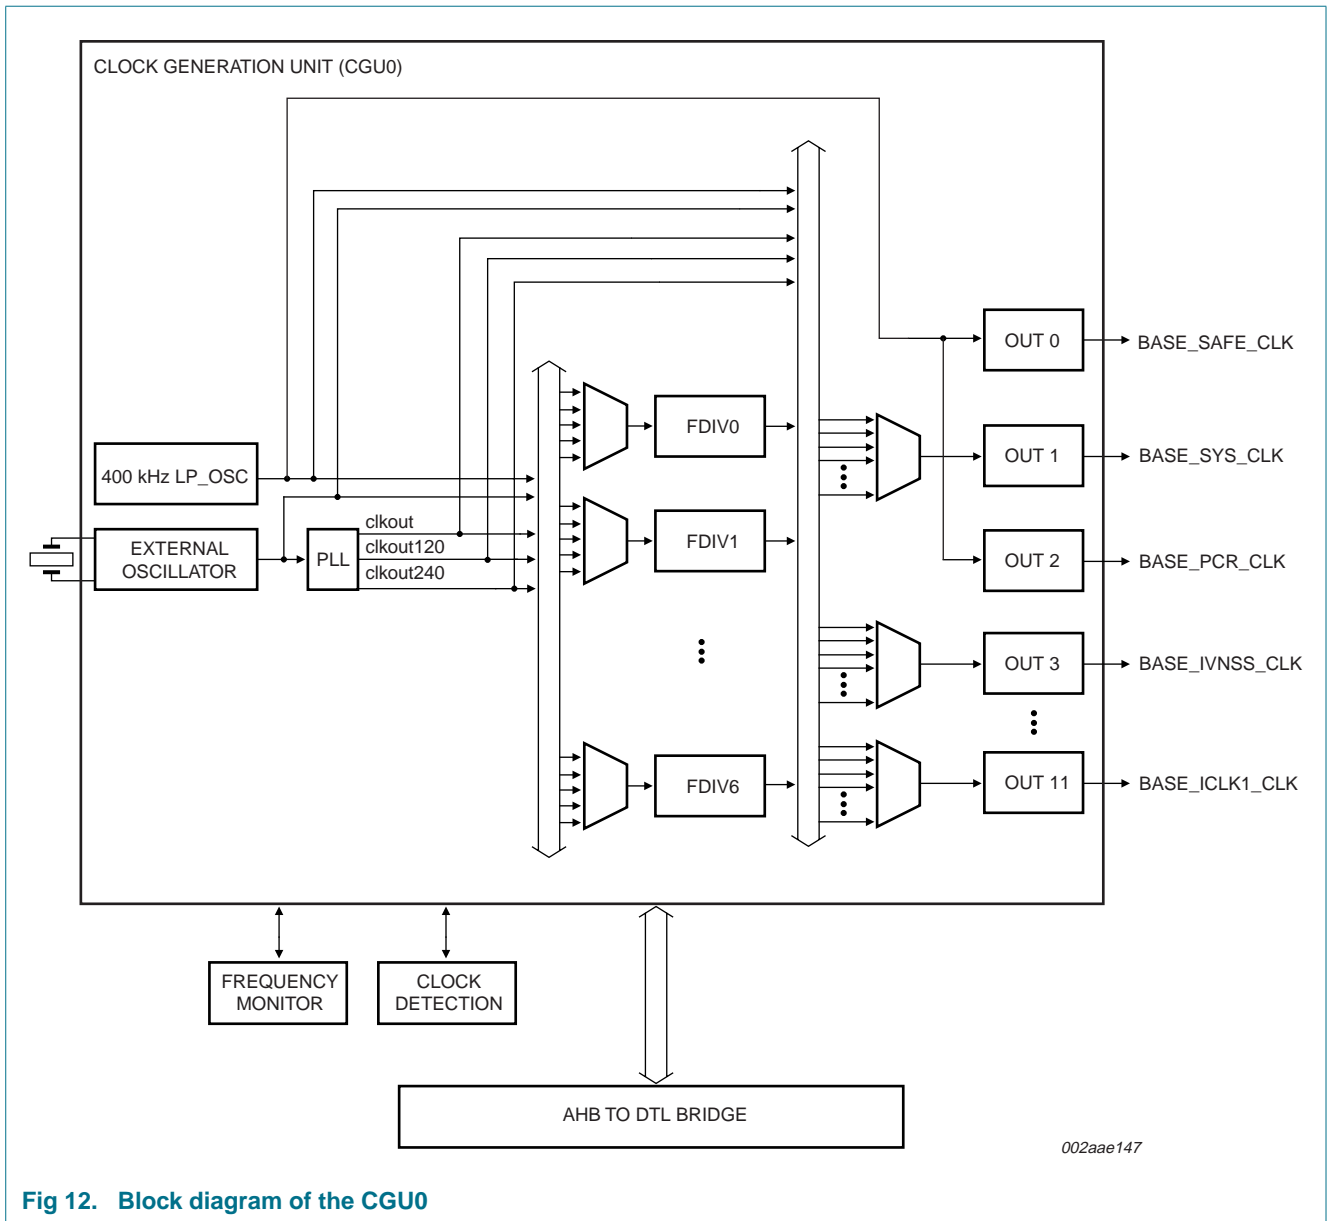 CLOCK GENERATION UNIT (CGU0)
400 kHz LP_OSC
EXTERNAL
OSCILLATOR
PLL
clkout
clkout120
clkout240
FDIV0
FDIV1
FDIV6
OUT 0
BASE_SAFE_CLK
OUT 1
BASE_SYS_CLK
OUT 2
BASE_PCR_CLK
OUT 3
BASE_IVNSS_CLK
OUT 11
BASE_ICLK1_CLK
FREQUENCY
MONITOR
CLOCK
DETECTION
AHB TO DTL BRIDGE
002aae147
Fig 12. Block diagram of the CGU0